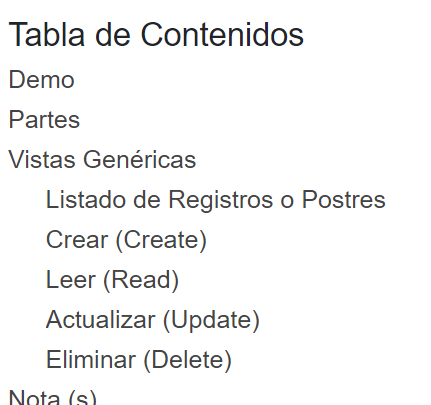 Tabla de Contenidos
Demo
Partes
Vistas Genéricas
Listado de Registros o Postres
Crear (Create)
Leer (Read)
Actualizar (Update)
Eliminar (Delete)
Nota (s)